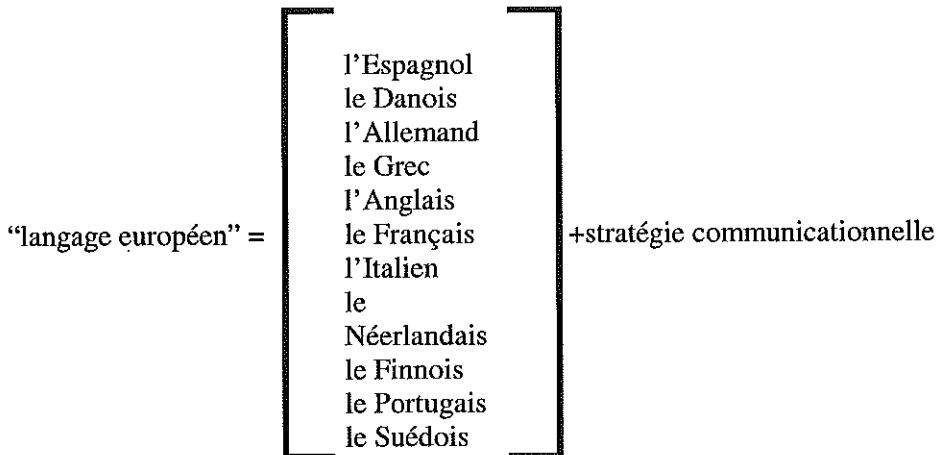 l’Espagnol
le Danois
l’Allemand
le Grec
l’Anglais
“langage européen” =
le Français
+stratégie communicationnelle
l’Italien
le
Néerlandais
le Finnois
le Portugais
le Suédois